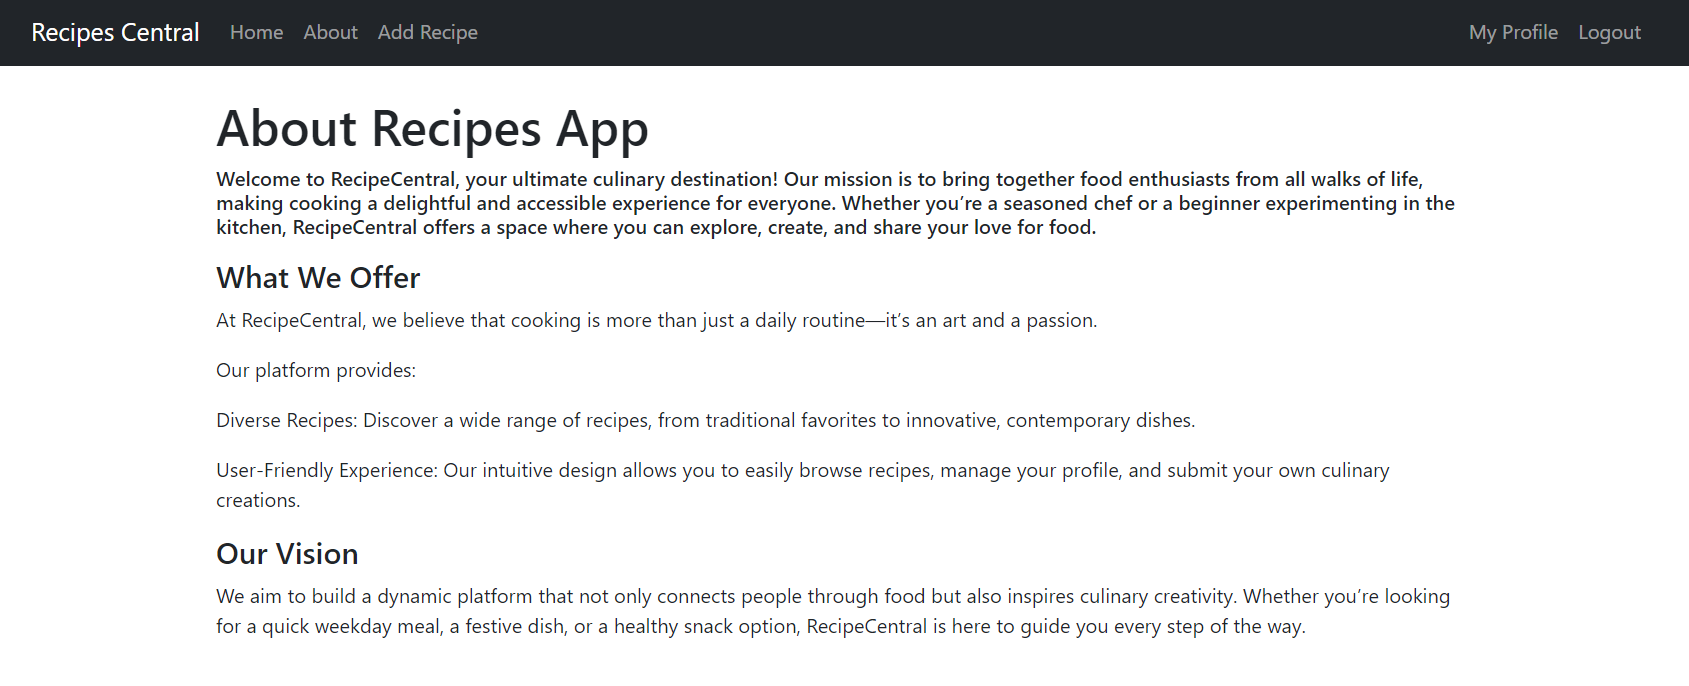 Recipes Central Home About Add Recipe My Profile Logout
About Recipes App
Welcome to RecipeCentral, your ultimate culinary destination! Our mission is to bring together food enthusiasts from all walks of life,
making cooking a delightful and accessible experience for everyone. Whether you’re a seasoned chef or a beginner experimenting in the
kitchen, RecipeCentral offers a space where you can explore, create, and share your love for food.
What We Offer
At RecipeCentral, we believe that cooking is more than just a daily routine—it’s an art and a passion.
Our platform provides:
Diverse Recipes: Discover a wide range of recipes, from traditional favorites to innovative, contemporary dishes.
User-Friendly Experience: Our intuitive design allows you to easily browse recipes, manage your profile, and submit your own culinary
creations.
Our Vision
We aim to build a dynamic platform that not only connects people through food but also inspires culinary creativity. Whether you’re looking
for a quick weekday meal, a festive dish, or a healthy snack option, RecipeCentral is here to guide you every step of the way.